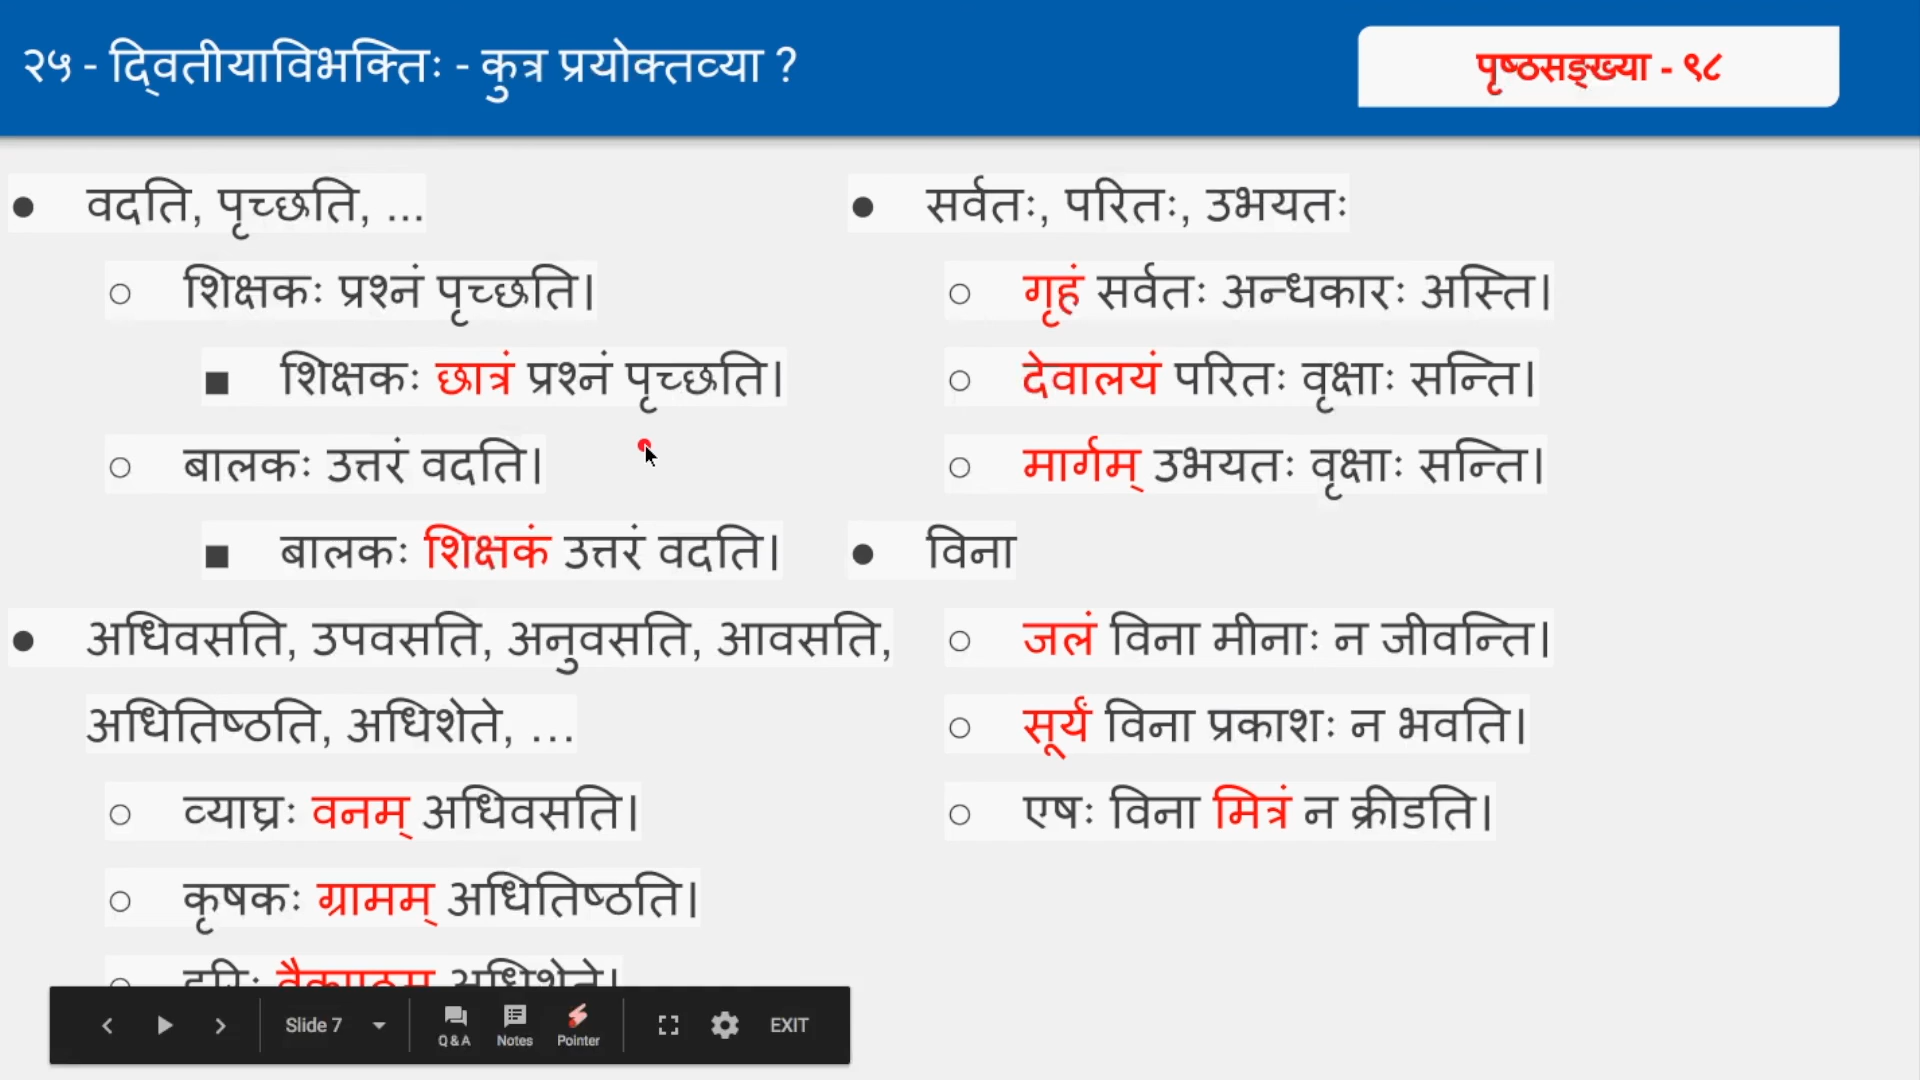 २५ - द्वितीयाविभक्तिः - कुत्र प्रयोक्तव्या ?
पृष्ठसङ्ख्या - ९८
वदति, पृच्छति, ...
शिक्षकः प्रश्नं पृच्छति।
शिक्षकः छात्रं प्रश्नं पृच्छति।
बालकः उत्तरं वदति।
बालकः शिक्षकं उत्तरं वदति।
अधिवसति, उपवसति, अनुवसति, आवसति,
अधितिष्ठति, अधिशेते, ...
व्याघ्रः वनम् अधिवसति।
कृषकः ग्रामम् अधितिष्ठति।
हरिः वैकुण्ठम् अधिशेते।
सर्वतः, परितः, उभयतः
गृहं सर्वतः अन्धकारः अस्ति।
देवालयं परितः वृक्षाः सन्ति।
मार्गम् उभयतः वृक्षाः सन्ति।
विना
जलं विना मीनाः न जीवन्ति।
सूर्यं विना प्रकाशः न भवति।
एषः विना मित्रं न क्रीडति।
Slide 7
Q & A
Notes
Pointer
EXIT